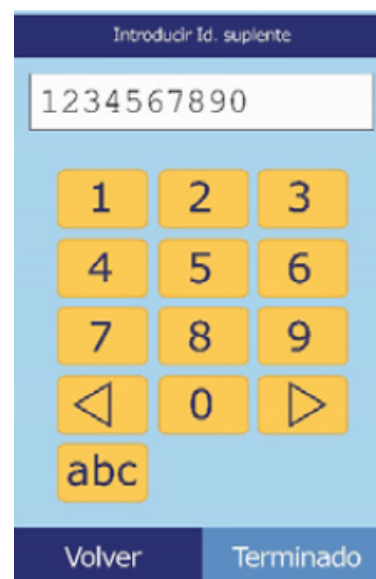 Introducir Id. suplente
1234567890
1 2 3
4 5 6
7 8 9
0
abc
Volver Terminado